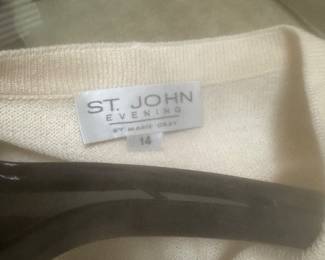 ST. JOHN
EVENING
BY MARIE GRAY
14